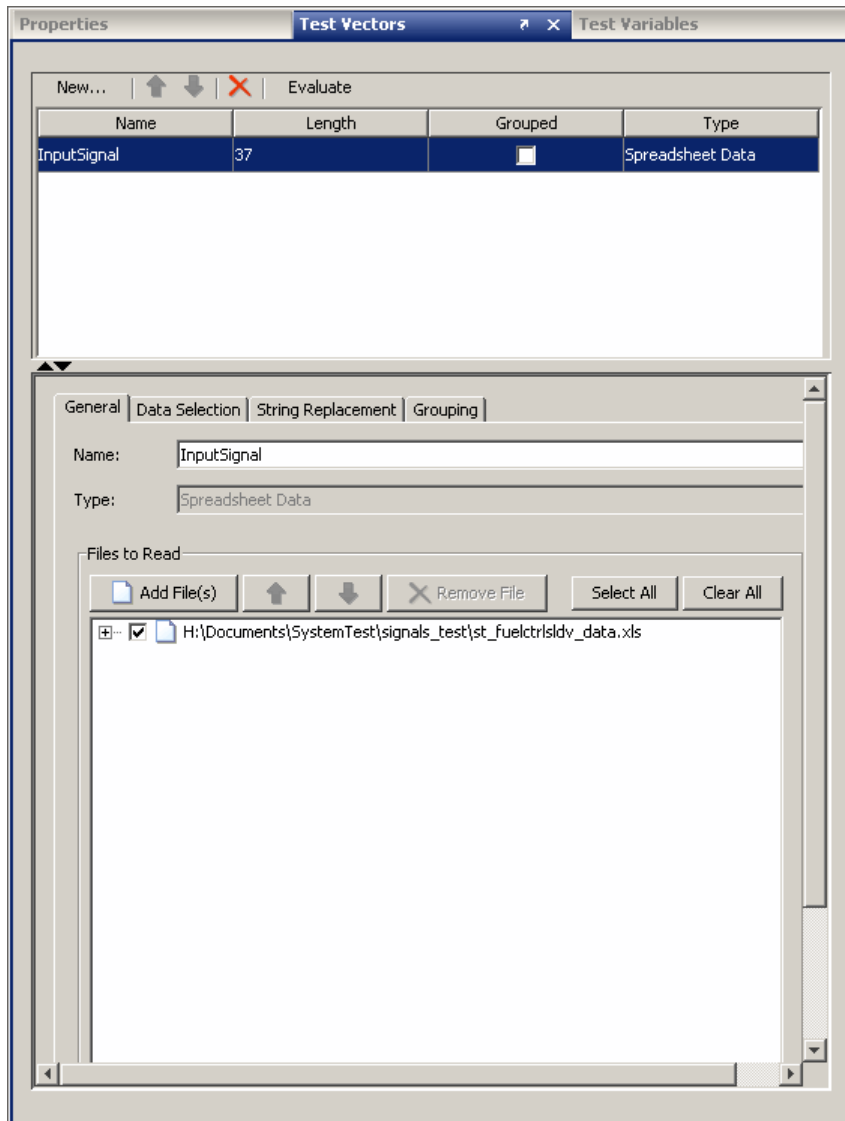 Properties Test Vectors Test Variables
New... Evaluate
Name Length Grouped Type
InputSignal 37 Spreadsheet Data
General Data Selection String Replacement Grouping
Name: InputSignal
Type: Spreadsheet Data
Files to Read
Add File(s) Remove File Select All Clear All
H:\Documents\SystemTest\signals_test\st_fuelctrlsldv_data.xls